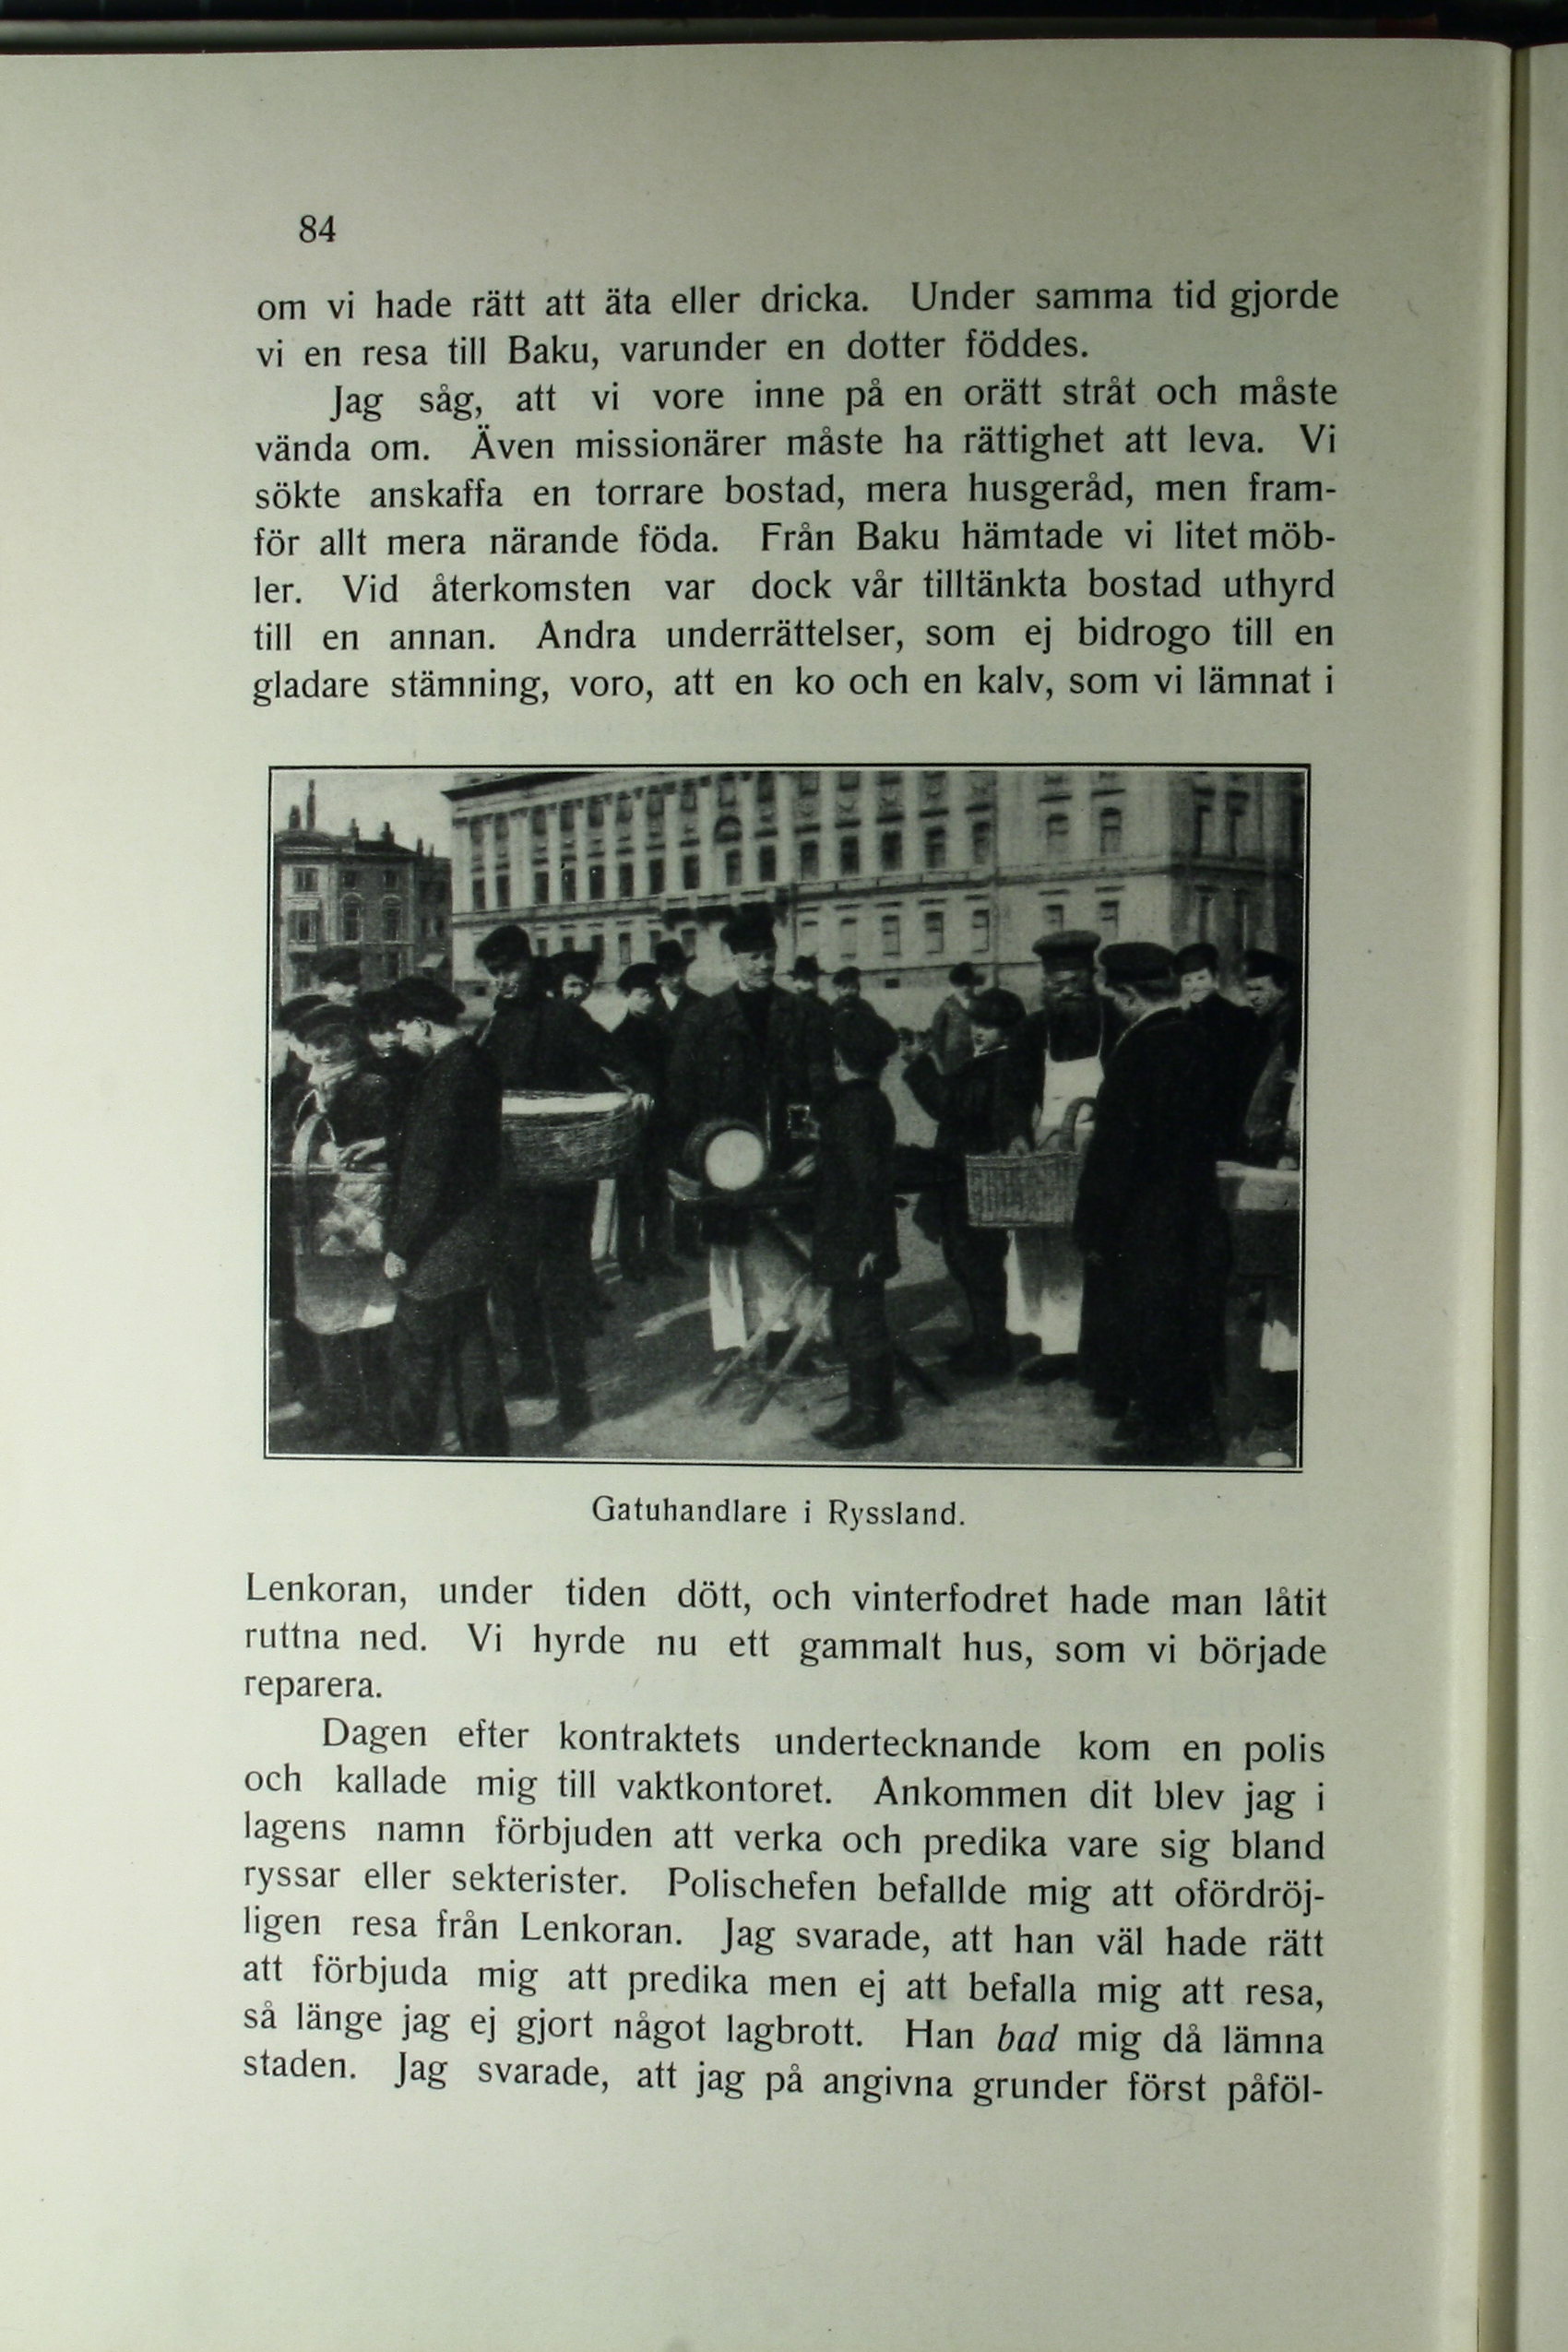 84
om vi hade rätt att äta eller dricka. Under samma tid gjorde
vi en resa till Baku, varunder en dotter föddes.
Jag såg, att vi vore inne på en orätt stråt och måste
vända om. Även missionärer måste ha rättighet att leva. Vi
sökte anskaffa en torrare bostad, mera husgeråd, men fram-
för allt mera närande föda. Från Baku hämtade vi litet möb-
ler. Vid återkomsten var dock vår tilltänkta bostad uthyrd
till en annan. Andra underrättelser, som ej bidrogo till en
gladare stämning, voro, att en ko och en kalv, som vi lämnat i
Gatuhandlare i Ryssland.
Lenkoran, under tiden dött, och vinterfodret hade man låtit
ruttna ned. Vi hyrde nu ett gammalt hus, som vi började
reparera.
Dagen efter kontraktets undertecknande kom en polis
och kallade mig till vaktkontoret. Ankommen dit blev jag i
lagens namn förbjuden att verka och predika vare sig bland
ryssar eller sekterister. Polischefen befallde mig att ofördröj-
ligen resa från Lenkoran. Jag svarade, att han väl hade rätt
att förbjuda mig att predika men ej att befalla mig att resa,
så länge jag ej gjort något lagbrott. Han bad mig då lämna
staden. Jag svarade, att jag på angivna grunder först påföl-